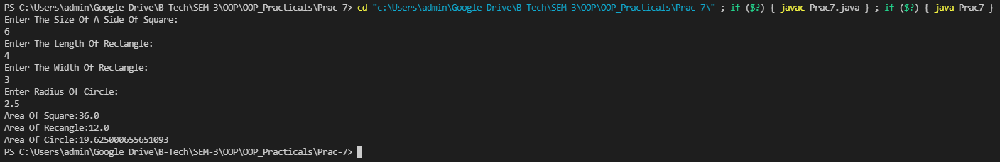 PS C:\Users\admin\Google Drive\B-Tech\SEM-3\OOP\OOP_Practicals\Prac-7> cd "c:\Users\admin\Google Drive\B-Tech\SEM-3\OOP\OOP_Practicals\Prac-7\" ; if ($?) { javac Prac7.java } ; if ($?) { java Prac7 }
Enter The Size Of A Side Of Square:
6
Enter The Length Of Rectangle:
4
Enter The Width Of Rectangle:
3
Enter Radius Of Circle:
2.5
Area Of Square:36.0
Area Of Recangle:12.0
Area Of Circle:19.625000655651093
PS C:\Users\admin\Google Drive\B-Tech\SEM-3\OOP\OOP_Practicals\Prac-7>